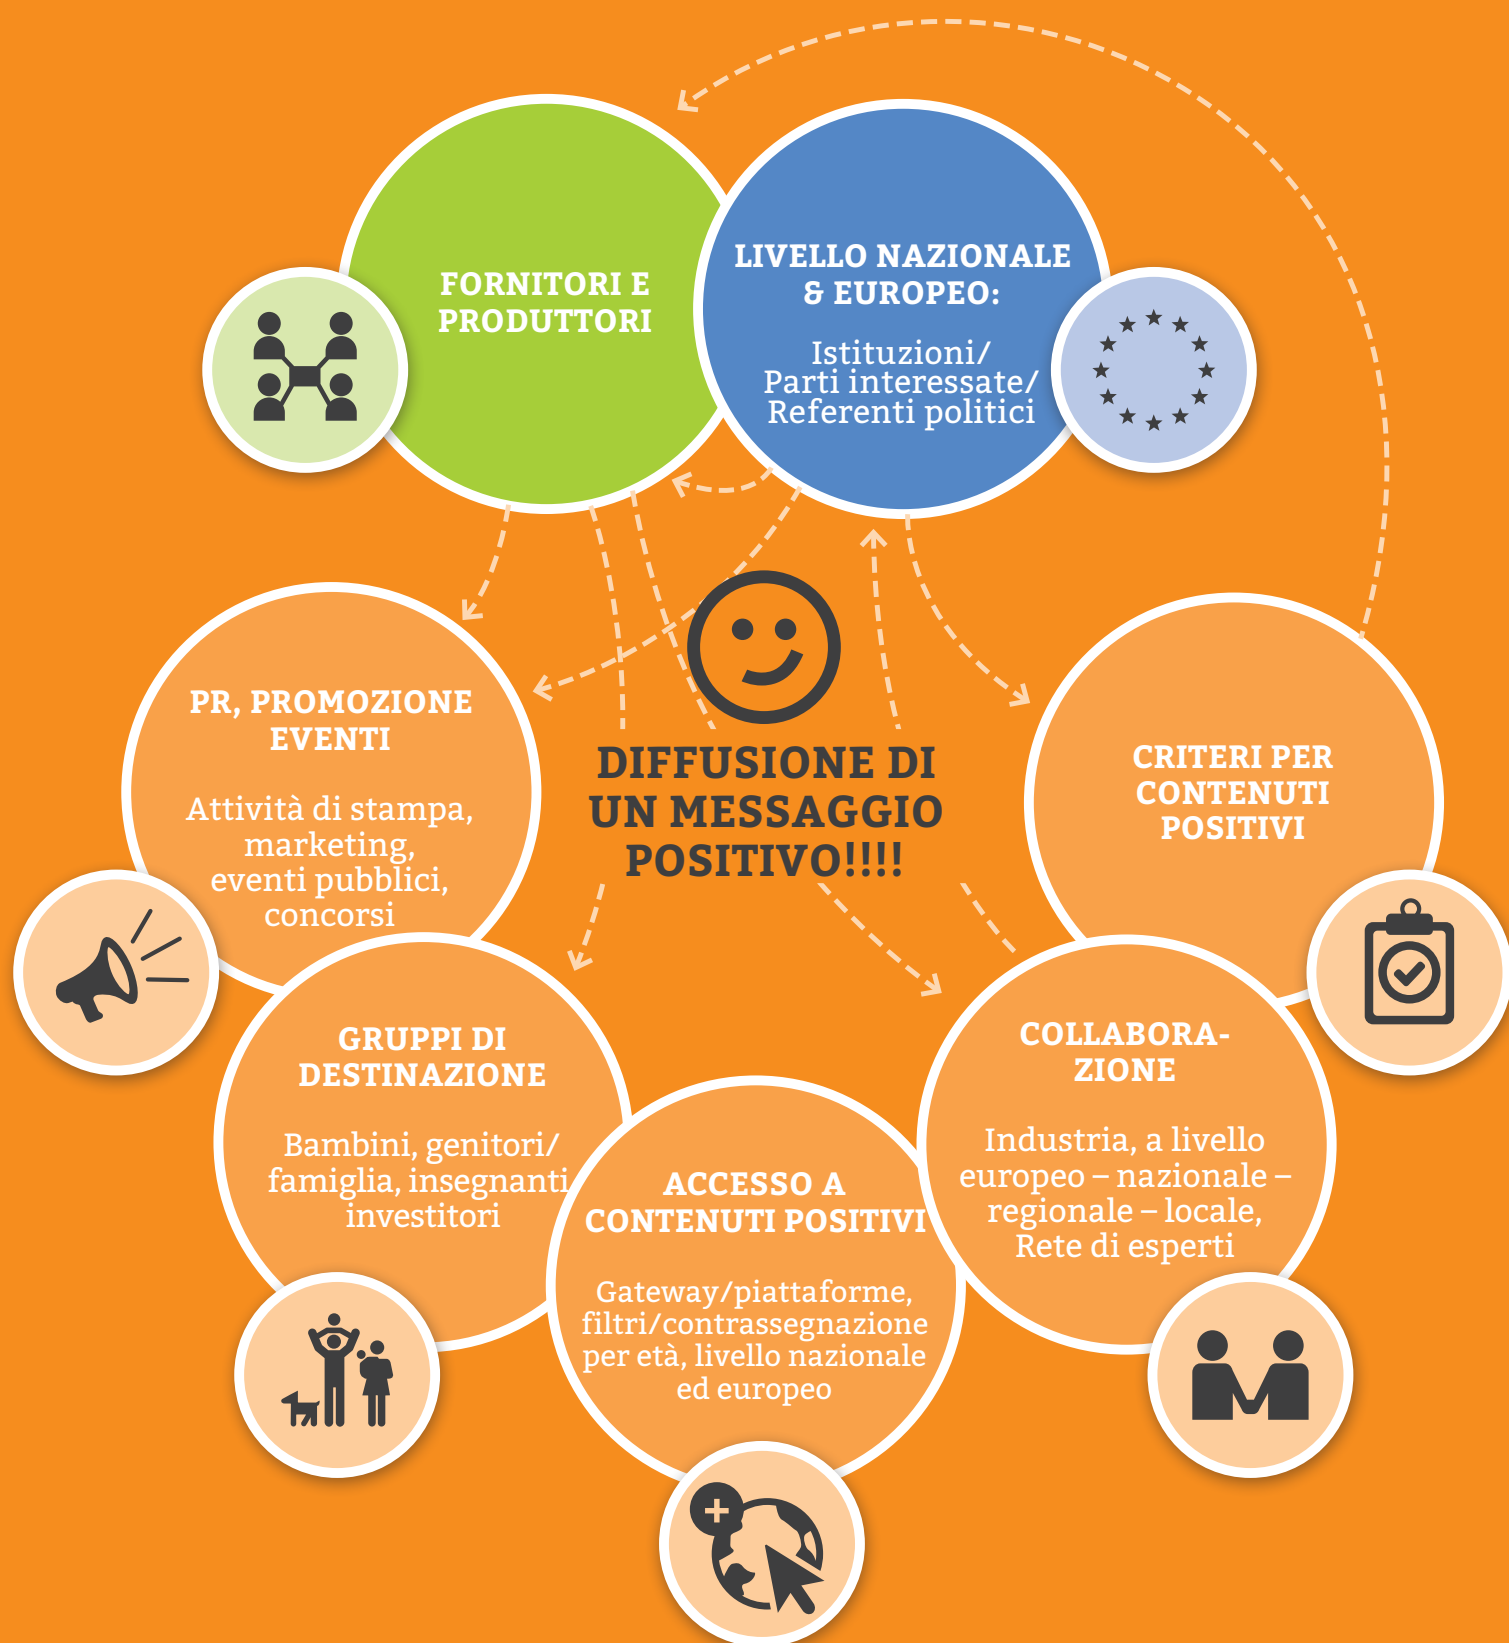 FORNITORI E
PRODUTTORI
LIVELLO NAZIONALE
& EUROPEO:
Istituzioni/
Parti interessate/
Referenti politici
PR, PROMOZIONE
EVENTI
Attività di stampa,
marketing,
eventi pubblici,
concorsi
DIFFUSIONE DI
UN MESSAGGIO
POSITIVO!!!!
CRITERI PER
CONTENUTI
POSITIVI
GRUPPI DI
DESTINAZIONE
Bambini, genitori/
famiglia, insegnanti
investitori
ACCESSO A
CONTENUTI POSITIVI
Gateway/piattaforme,
filtri/contrassegnazione
per età, livello nazionale
ed europeo
COLLABORA-
ZIONE
Industria, a livello
europeo – nazionale –
regionale – locale,
Rete di esperti